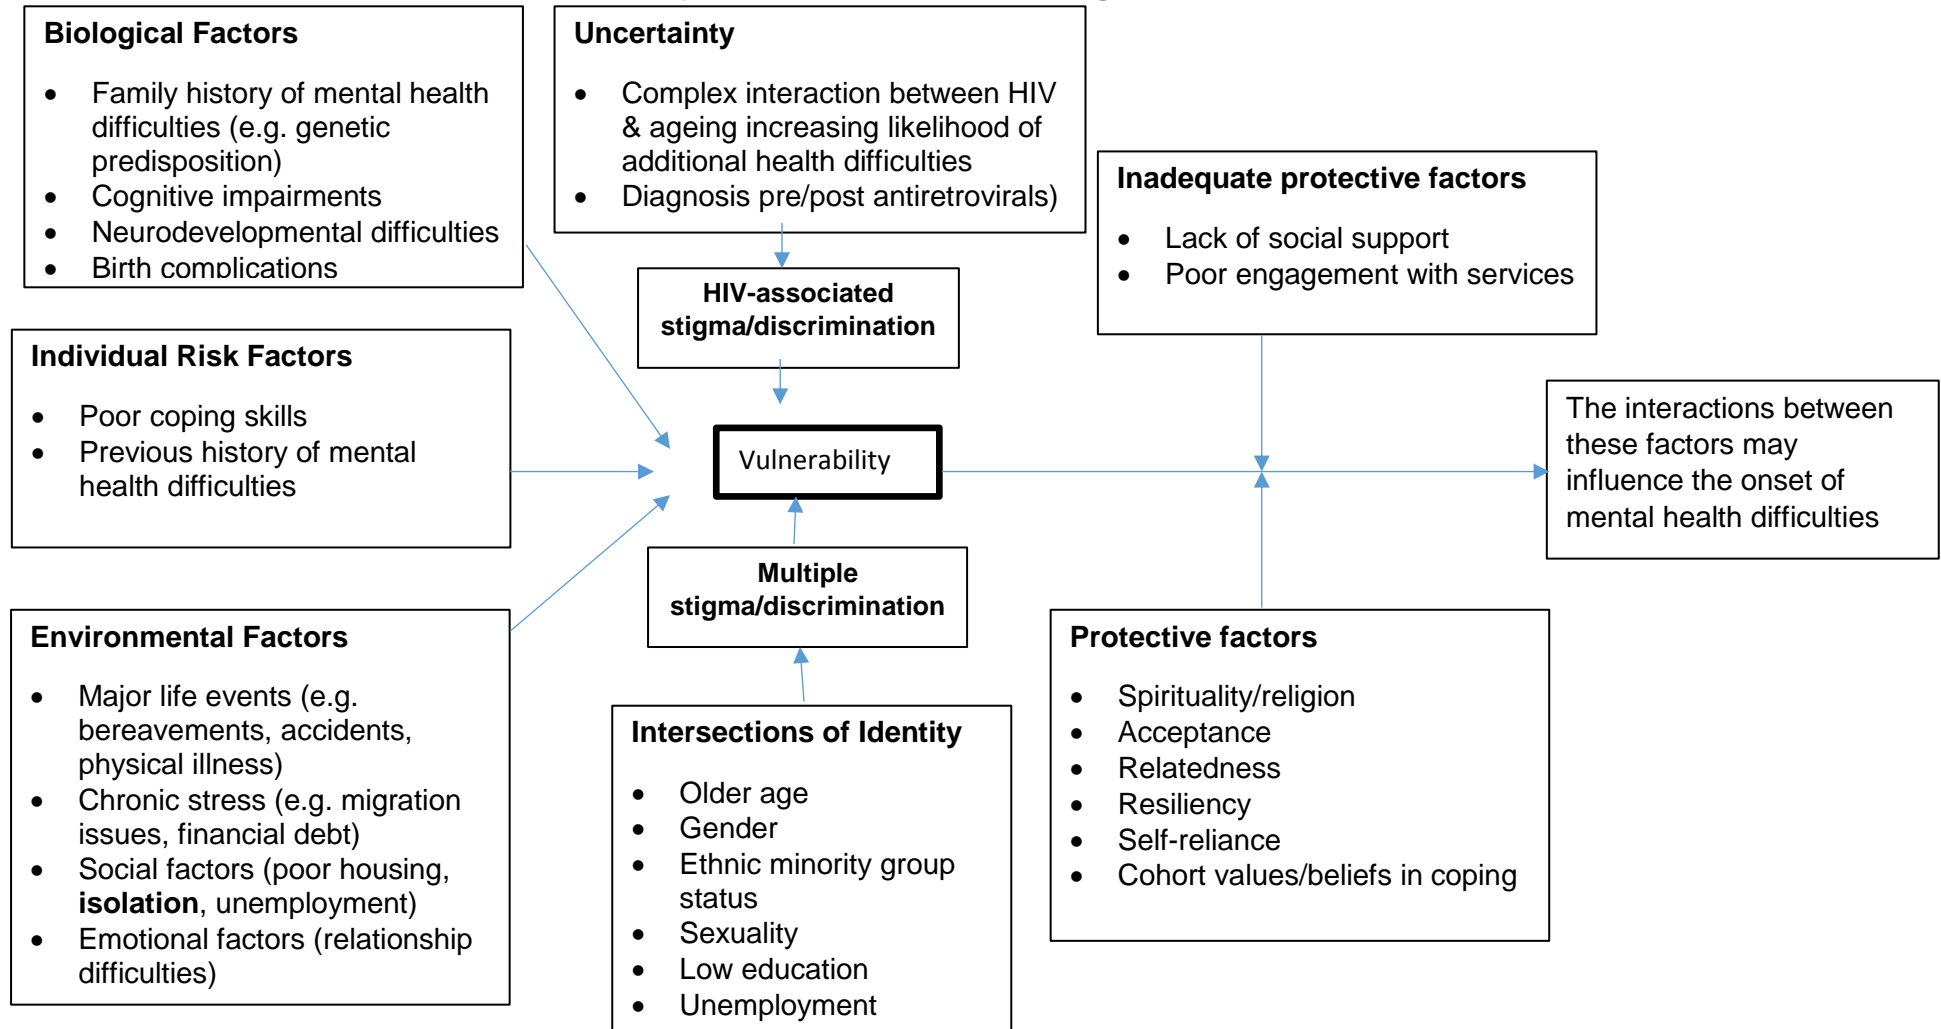 Biological Factors
• Family history of mental health
difficulties (e.g. genetic
predisposition)
• Cognitive impairments
• Neurodevelopmental difficulties
• Birth complications
Uncertainty
• Complex interaction between HIV
& ageing increasing likelihood of
additional health difficulties
• Diagnosis pre/post antiretrovirals)
Inadequate protective factors
• Lack of social support
• Poor engagement with services
HIV-associated
stigma/discrimination
Individual Risk Factors
• Poor coping skills
• Previous history of mental
health difficulties
Vulnerability
The interactions between
these factors may
influence the onset of
mental health difficulties
Multiple
stigma/discrimination
Environmental Factors
• Major life events (e.g.
bereavements, accidents,
physical illness)
• Chronic stress (e.g. migration
issues, financial debt)
• Social factors (poor housing,
isolation, unemployment)
• Emotional factors (relationship
difficulties)
Intersections of Identity
• Older age
• Gender
• Ethnic minority group
status
• Sexuality
• Low education
• Unemployment
Protective factors
• Spirituality/religion
• Acceptance
• Relatedness
• Resiliency
• Self-reliance
• Cohort values/beliefs in coping